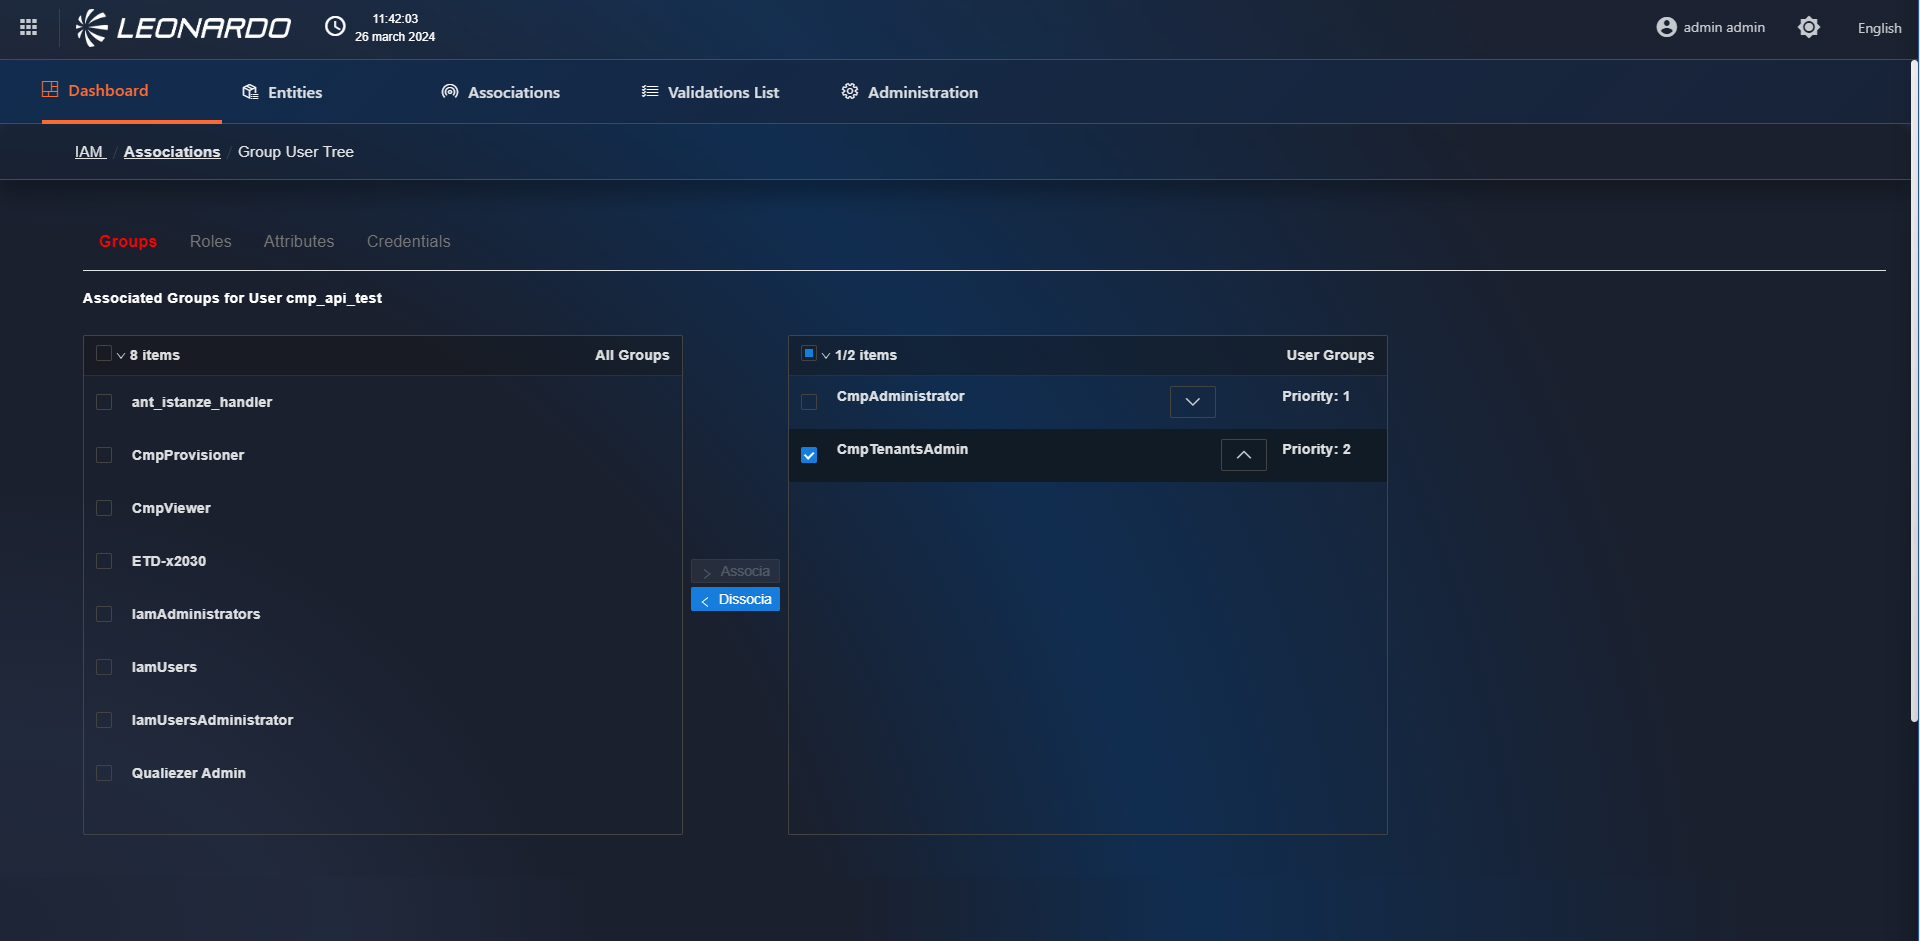 LEONARDO
11:42:03
26 march 2024
admin admin
English
Dashboard
Entities
Associations
Validations List
Administration
IAM / Associations / Group User Tree
Groups
Roles
Attributes
Credentials
Associated Groups for User cmp_api_test
8 items
All Groups
ant_istanze_handler
CmpProvisioner
CmpViewer
ETD-x2030
IamAdministrators
IamUsers
IamUsersAdministrator
Qualiezer Admin
> Associa
< Dissocia
1/2 items
User Groups
CmpAdministrator
Priority: 1
CmpTenantsAdmin
Priority: 2